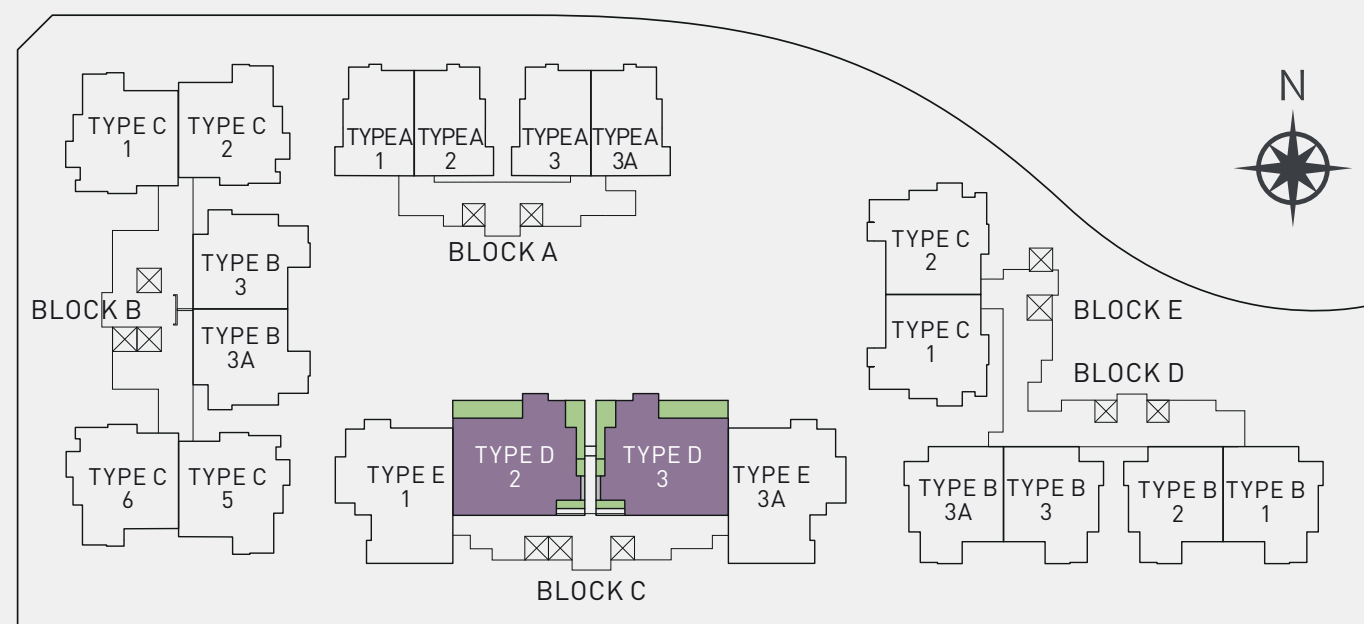 N
TYPE C
1
TYPE C
2
TYPE A
1
TYPE A
2
TYPE A
3
TYPE A
3A
BLOCK A
TYPE B
3
BLOCK B
TYPE B
3A
TYPE C
6
TYPE C
5
TYPE E
1
TYPE D
2
TYPE D
3
TYPE E
3A
BLOCK C
TYPE C
2
TYPE C
1
BLOCK E
BLOCK D
TYPE B
3A
TYPE B
3
TYPE B
2
TYPE B
1